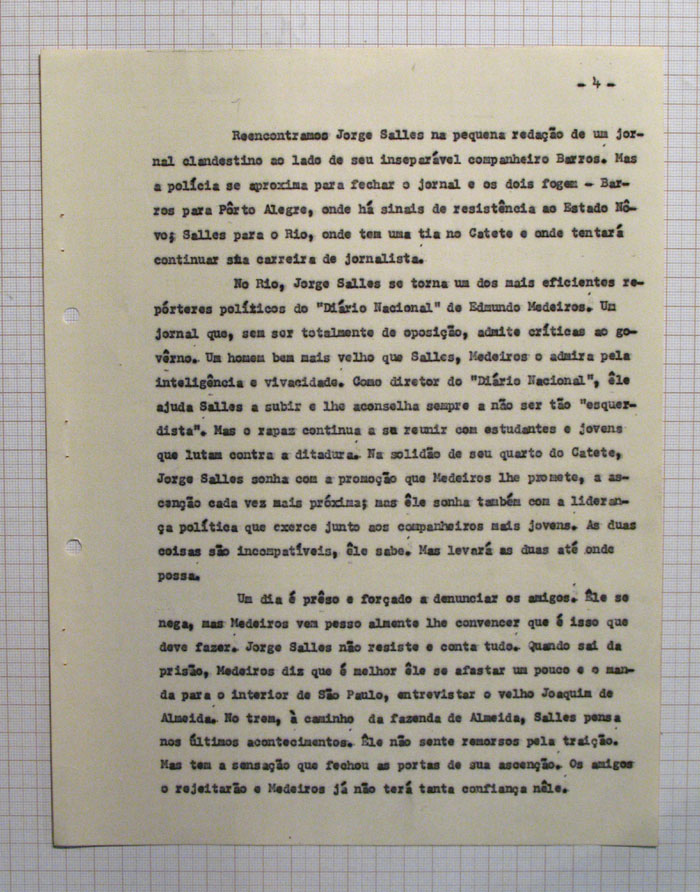 - 4 -
Reencontramos Jorge Salles na pequena redação de um jor-
nal clandestino ao lado de seu inseparável companheiro Barros. Mas
a polícia se aproxima para fechar o jornal e os dois fogem - Bar-
ros para Pôrto Alegre, onde há sinais de resistência ao Estado Nô-
vo; Salles para o Rio, onde tem uma tia no Catete e onde tentará
continuar sua carreira de jornalista.
No Rio, Jorge Salles se torna um dos mais eficientes re-
pórteres políticos do "Diário Nacional" de Edmundo Medeiros. Um
jornal que, sem ser totalmente de oposição, admite críticas ao go-
vêrno. Um homem bem mais velho que Salles, Medeiros o admira pela
inteligência e vivacidade. Como diretor do "Diário Nacional", êle
ajuda Salles a subir e lhe aconselha sempre a não ser tão "esquer-
dista". Mas o rapaz continua a su reunir com estudantes e jovens
que lutam contra a ditadura. Na solidão de seu quarto do Catete,
Jorge Salles sonha com a promoção que Medeiros lhe promete, a as-
cenção cada vez mais próxima; mas êle sonha também com a lideran-
ça política que exerce junto aos companheiros mais jovens. As duas
coisas são incompatíveis, êle sabe. Mas levará as duas até onde
possa.
Um dia é prêso e forçado a denunciar os amigos. Êle se
nega, mas Medeiros vem pesso almente lhe convencer que é isso que
deve fazer. Jorge Salles não resiste e conta tudo. Quando sai da
prisão, Medeiros diz que é melhor êle se afastar um pouco e o man-
da para o interior de São Paulo, entrevistar o velho Joaquim de
Almeida. No trem, à caminho da fazenda de Almeida, Salles pensa
nos últimos acontecimentos. Êle não sente remorsos pela traição.
Mas tem a sensação que fechou as portas de sua ascenção. Os amigos
o rejeitarão e Medeiros já não terá tanta confiança nêle.